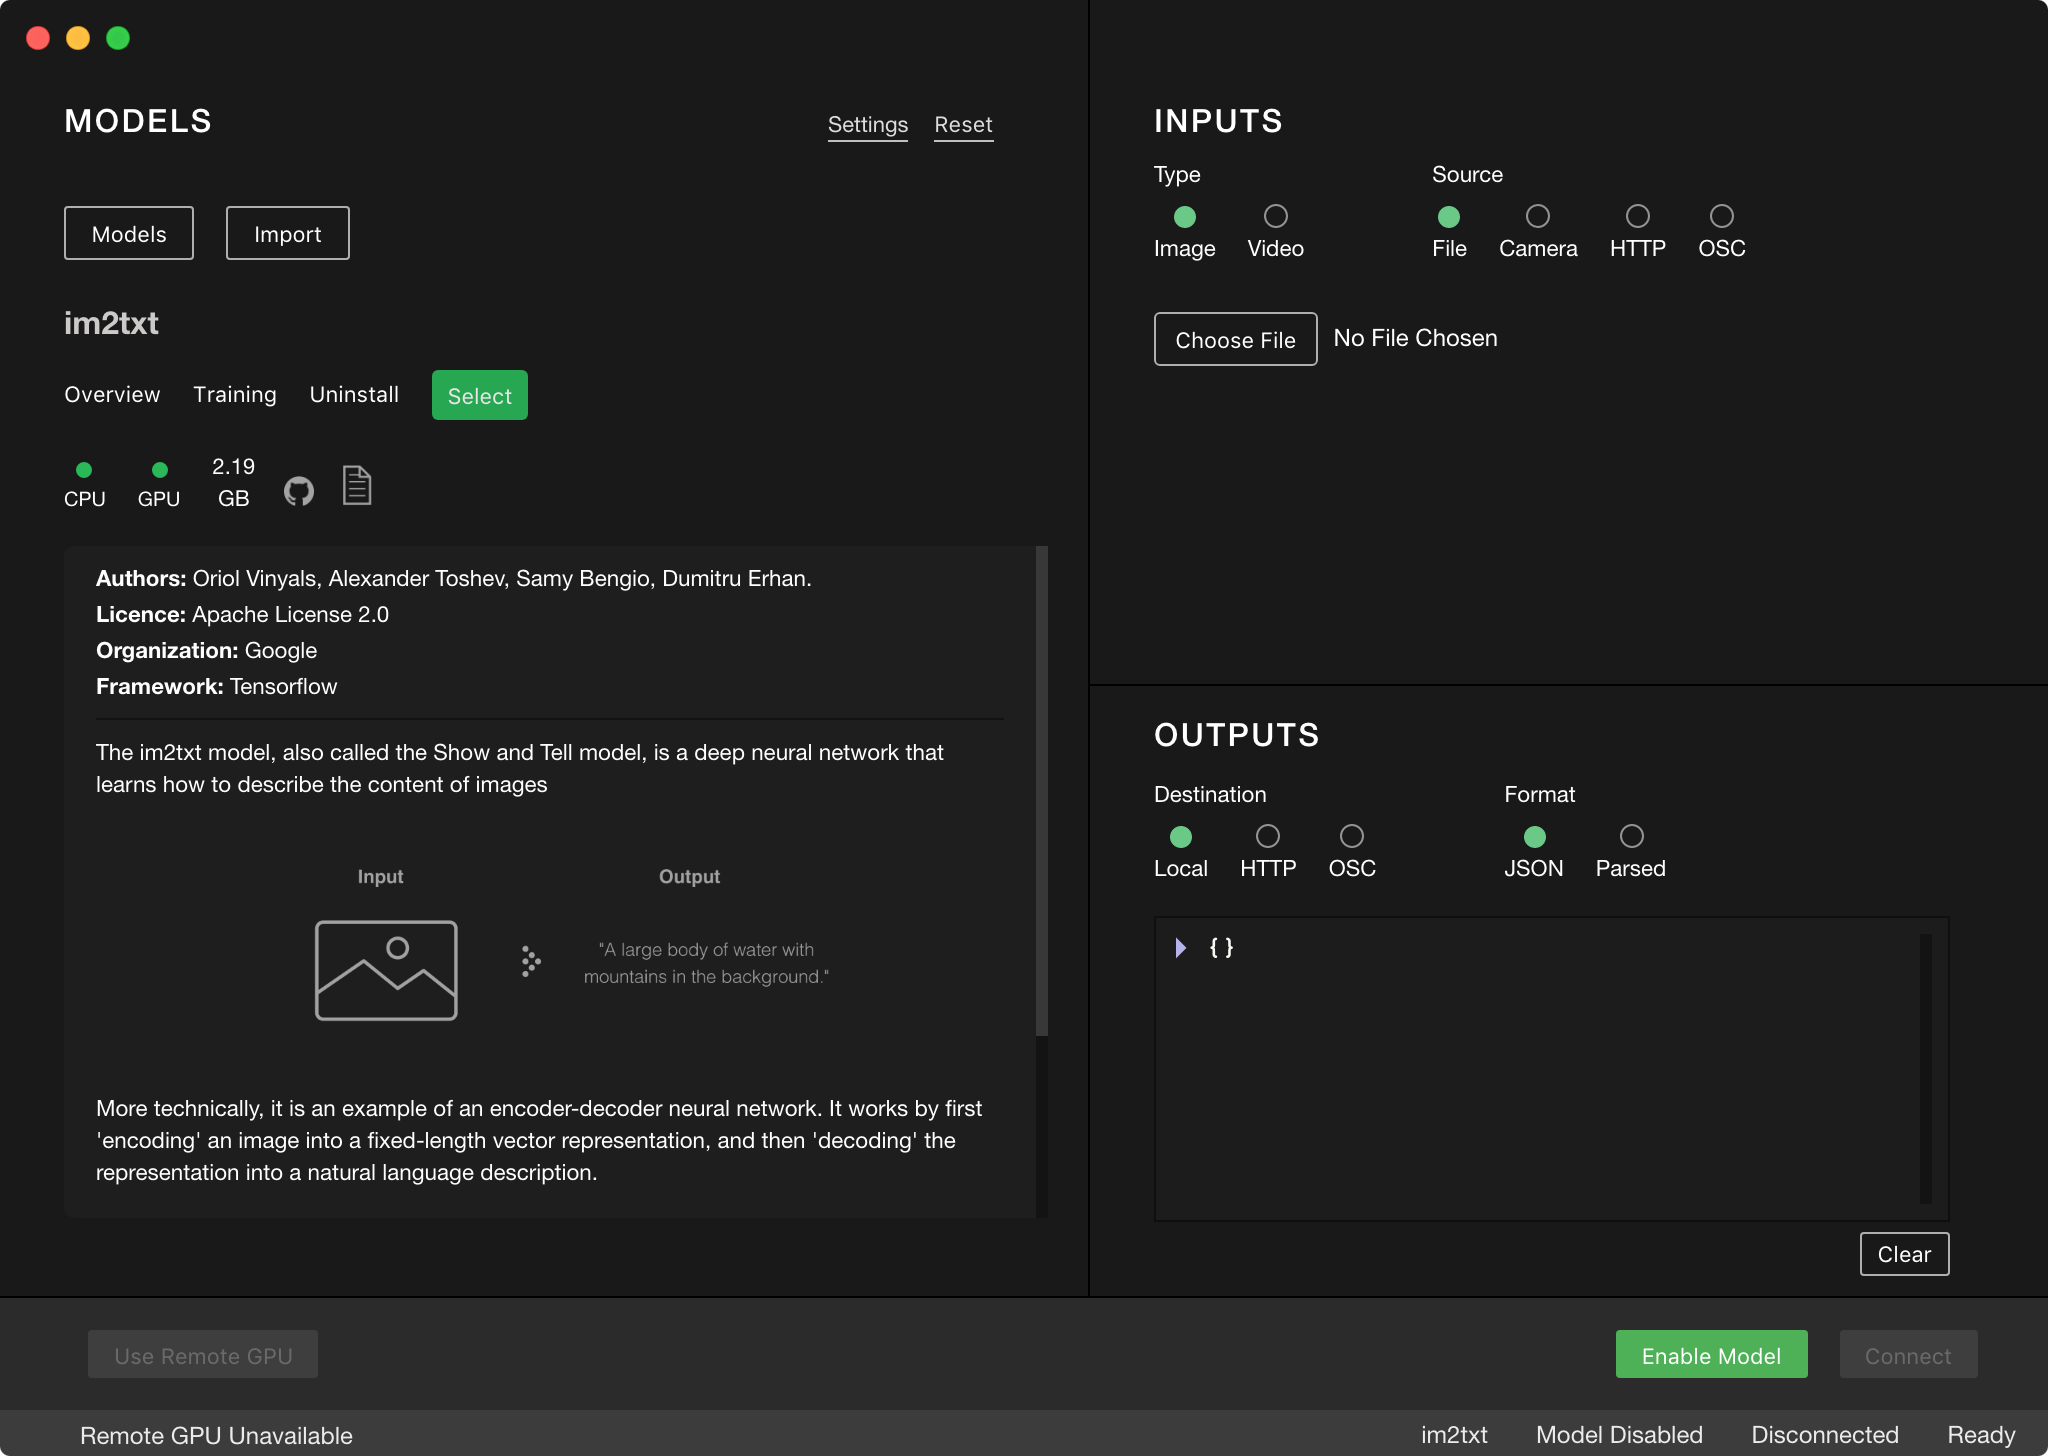 MODELS
Settings Reset
Models Import
im2txt
Overview Training Uninstall Select
2.19
CPU GPU GB
Authors: Oriol Vinyals, Alexander Toshev, Samy Bengio, Dumitru Erhan.
Licence: Apache License 2.0
Organization: Google
Framework: Tensorflow
The im2txt model, also called the Show and Tell model, is a deep neural network that
learns how to describe the content of images
Input Output
"A large body of water with
mountains in the background."
More technically, it is an example of an encoder-decoder neural network. It works by first
'encoding' an image into a fixed-length vector representation, and then 'decoding' the
representation into a natural language description.
INPUTS
Type Source
Image Video File Camera HTTP OSC
Choose File No File Chosen
OUTPUTS
Destination Format
Local HTTP OSC JSON Parsed
{}
Clear
Use Remote GPU Enable Model Connect
Remote GPU Unavailable im2txt Model Disabled Disconnected Ready